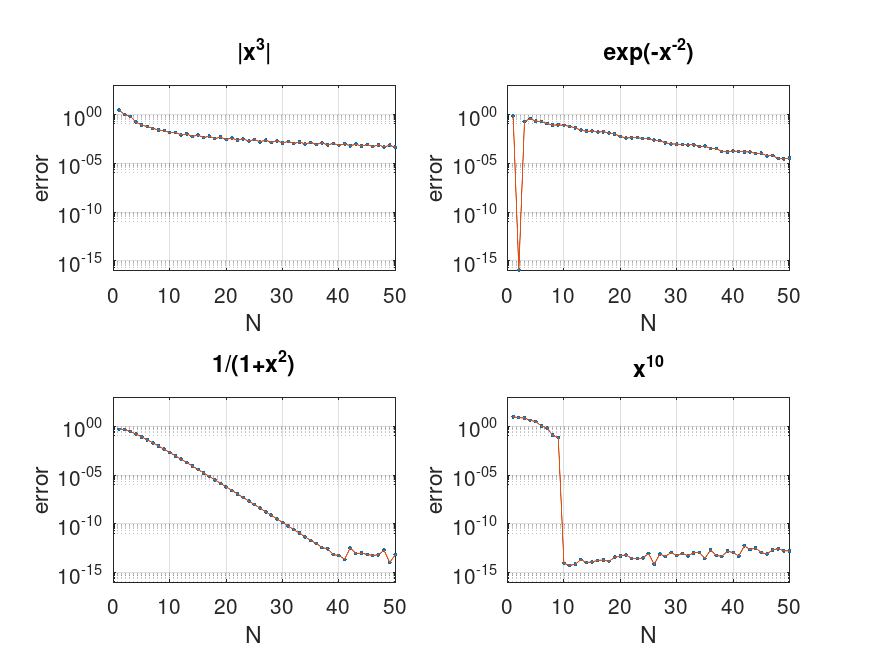 |x³|
exp(-x⁻²)
error
10⁰⁰
10⁻⁰⁵
10⁻¹⁰
10⁻¹⁵
0 10 20 30 40 50
N
error
10⁰⁰
10⁻⁰⁵
10⁻¹⁰
10⁻¹⁵
0 10 20 30 40 50
N
1/(1+x²)
x¹⁰
error
10⁰⁰
10⁻⁰⁵
10⁻¹⁰
10⁻¹⁵
0 10 20 30 40 50
N
error
10⁰⁰
10⁻⁰⁵
10⁻¹⁰
10⁻¹⁵
0 10 20 30 40 50
N